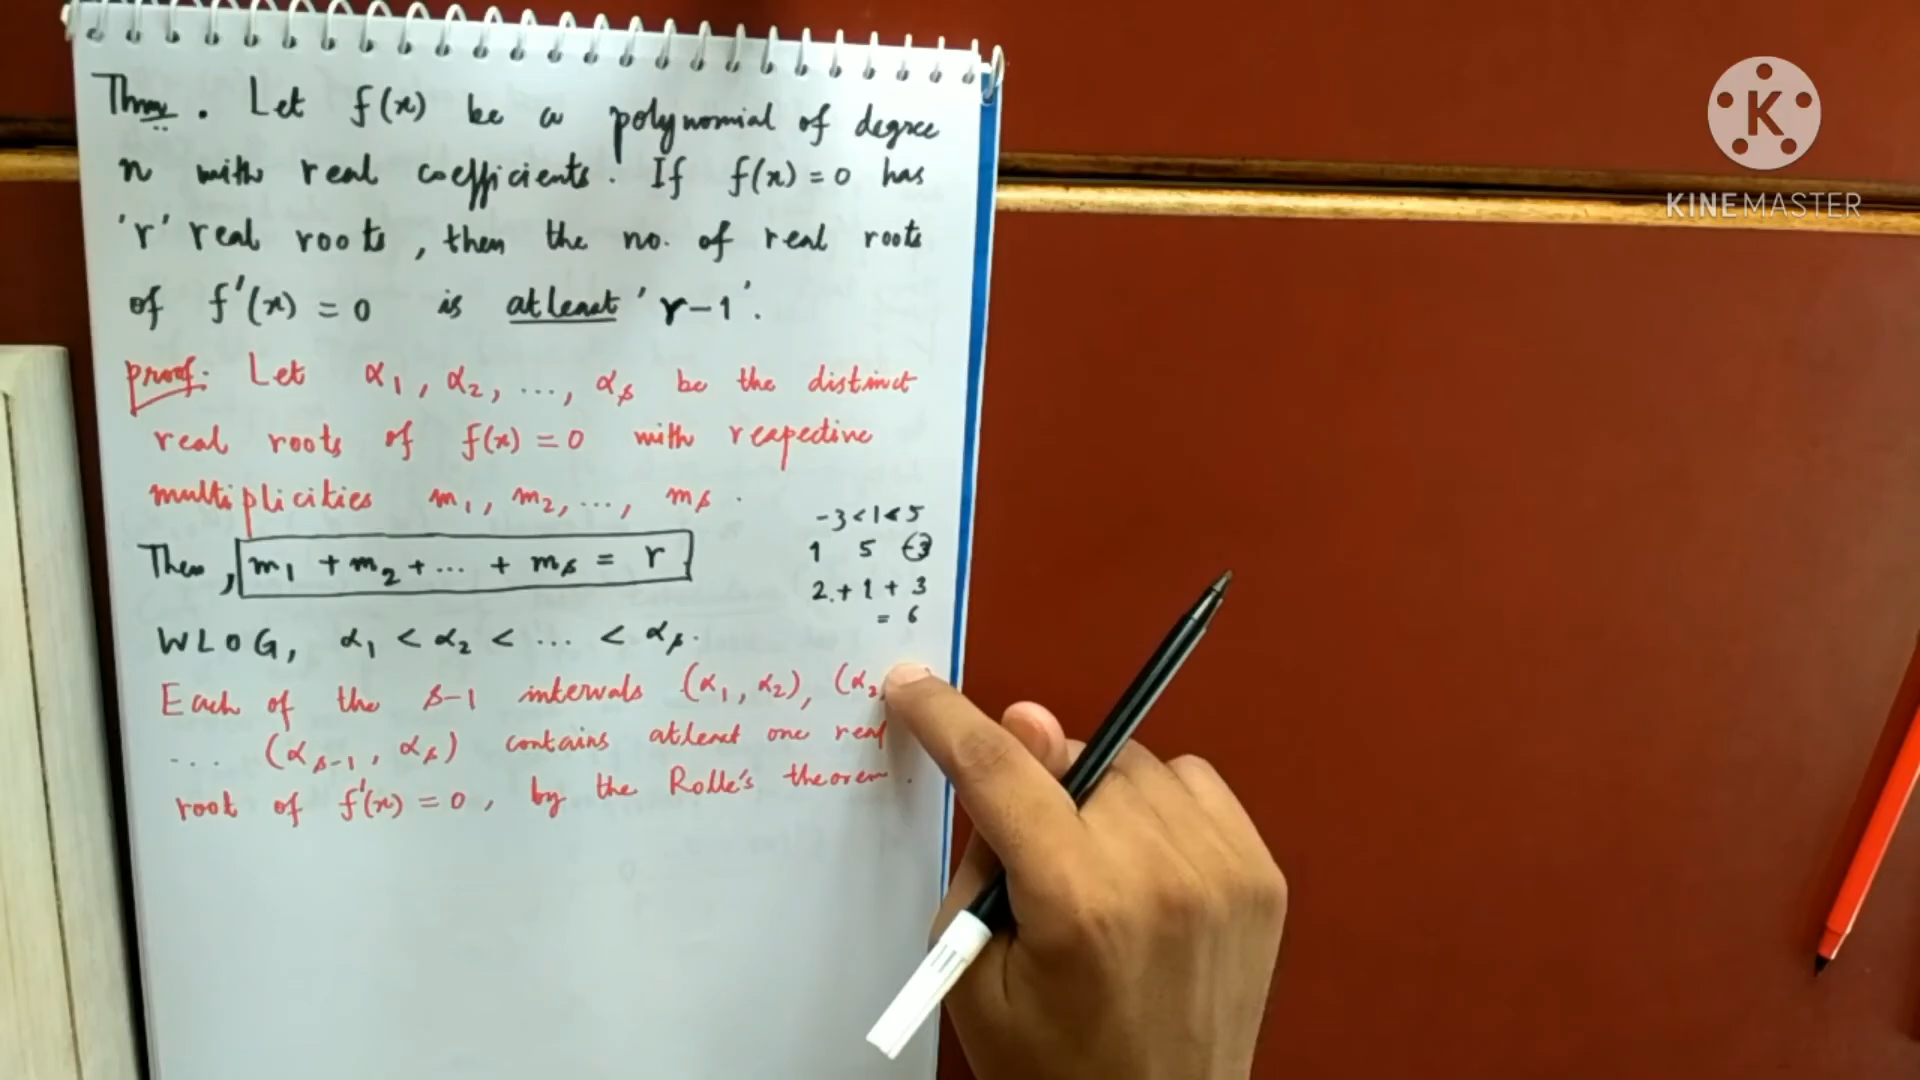 Thm. Let f(x) be a polynomial of degree
n with real coefficients. If f(x) = 0 has
'r' real roots, then the no. of real roots
of f'(x) = 0 is atleast 'r-1'.
proof. Let α1, α2, ..., αs be the distinct
real roots of f(x) = 0 with respective
multiplicities m1, m2, ..., ms.
-3 < 1 < 5
1 5 -3
2 + 1 + 3
= 6
Then, m1 + m2 + ... + ms = r
WLOG, α1 < α2 < ... < αs.
Each of the s-1 intervals (α1, α2), (α2,
... (αs-1, αs) contains atleast one real
root of f'(x) = 0, by the Rolle's theorem.
K
KINEMASTER